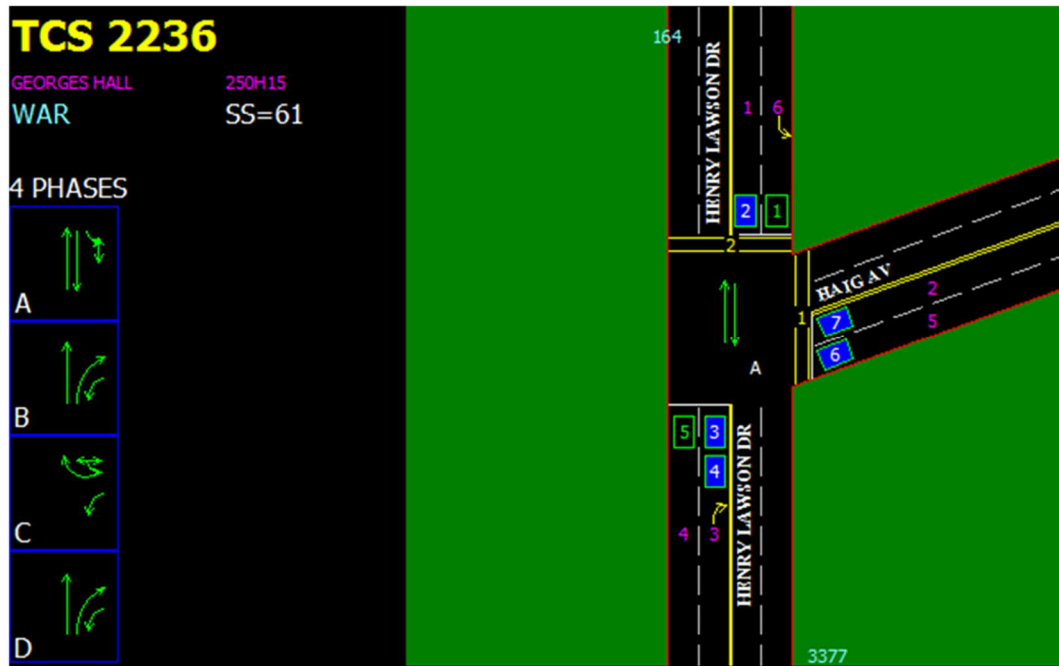 TCS 2236
GEORGES HALL 250H15
WAR SS=61
4 PHASES
A
B
C
D
164
HENRY LAWSON DR
1 6
2 1
2
HAIG AV
2
5
1
7
6
A
5 3
4
HENRY LAWSON DR
4 3
3377